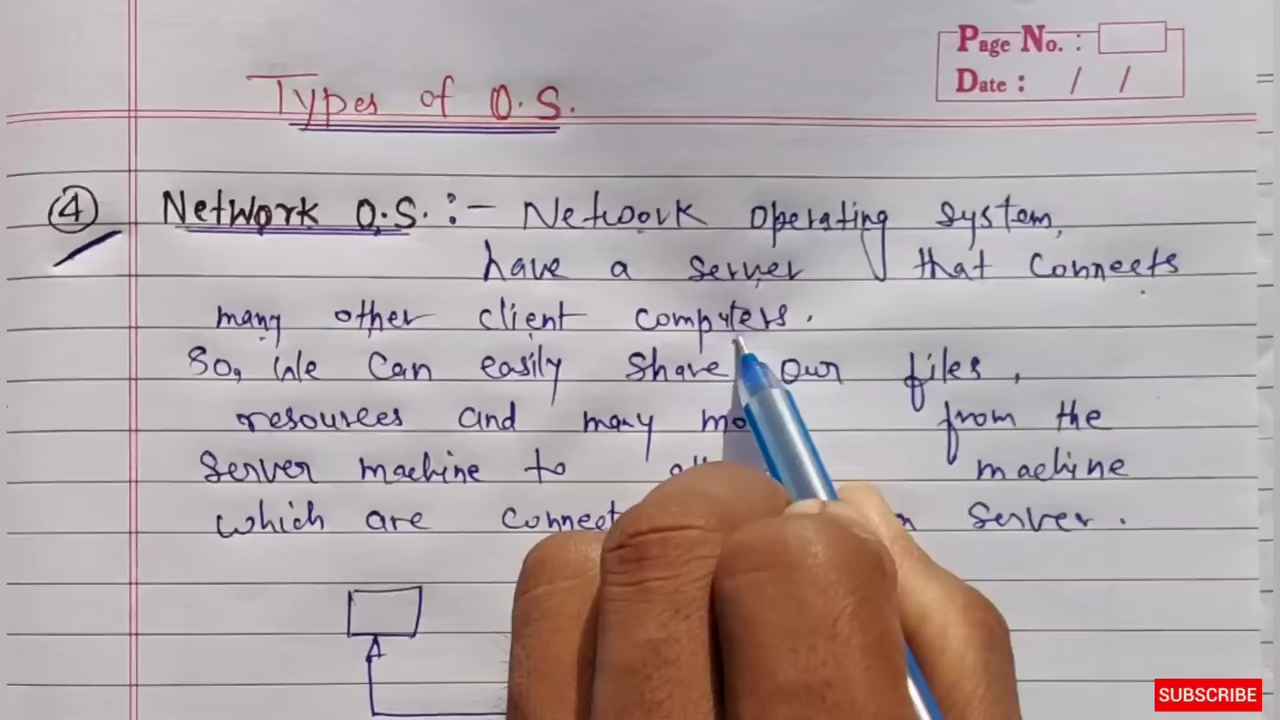 Page No. :
Date : / /
Types of O.S.
④ Network O.S. :- Network operating system,
have a server that connects
many other client computers.
So, we can easily share our files,
resources and many from the
server machine to machine
which are server.
SUBSCRIBE